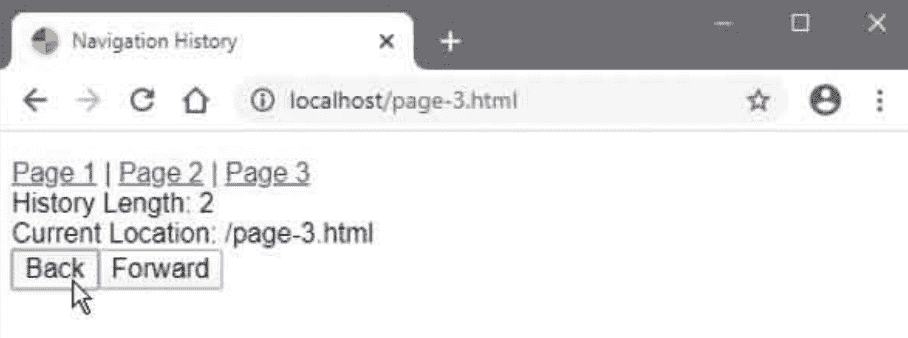 Navigation History
localhost/page-3.html
Page 1 | Page 2 | Page 3
History Length: 2
Current Location: /page-3.html
Back Forward